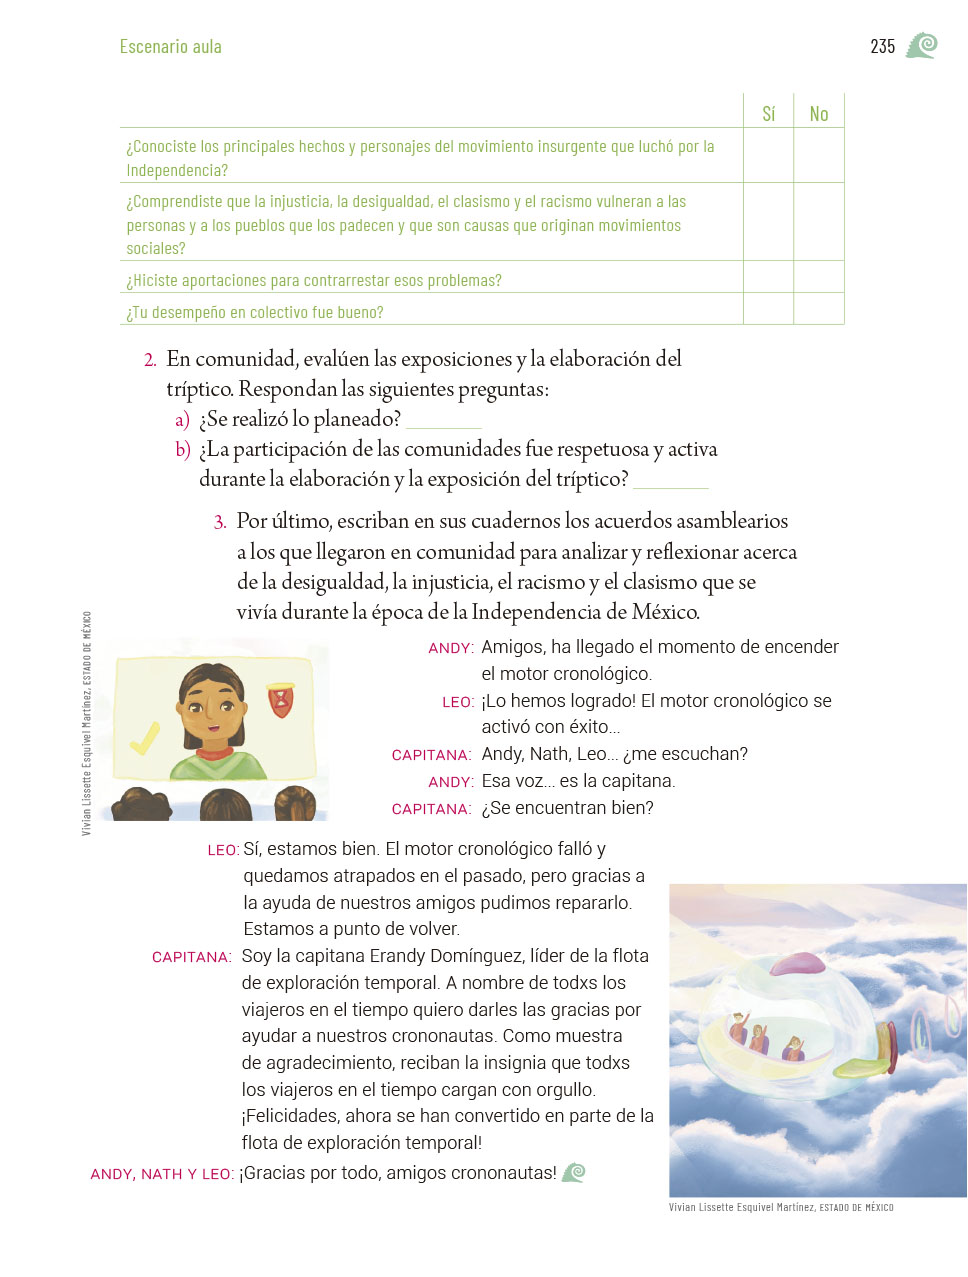 Escenario aula
235
Sí No
¿Conociste los principales hechos y personajes del movimiento insurgente que luchó por la
Independencia?
¿Comprendiste que la injusticia, la desigualdad, el clasismo y el racismo vulneran a las
personas y a los pueblos que los padecen y que son causas que originan movimientos
sociales?
¿Hiciste aportaciones para contrarrestar esos problemas?
¿Tu desempeño en colectivo fue bueno?
2. En comunidad, evalúen las exposiciones y la elaboración del
tríptico. Respondan las siguientes preguntas:
a) ¿Se realizó lo planeado?
b) ¿La participación de las comunidades fue respetuosa y activa
durante la elaboración y la exposición del tríptico?
3. Por último, escriban en sus cuadernos los acuerdos asamblearios
a los que llegaron en comunidad para analizar y reflexionar acerca
de la desigualdad, la injusticia, el racismo y el clasismo que se
vivía durante la época de la Independencia de México.
Vivian Lissette Esquivel Martínez, ESTADO DE MÉXICO
ANDY: Amigos, ha llegado el momento de encender
el motor cronológico.
LEO: ¡Lo hemos logrado! El motor cronológico se
activó con éxito...
CAPITANA: Andy, Nath, Leo... ¿me escuchan?
ANDY: Esa voz... es la capitana.
CAPITANA: ¿Se encuentran bien?
LEO: Sí, estamos bien. El motor cronológico falló y
quedamos atrapados en el pasado, pero gracias a
la ayuda de nuestros amigos pudimos repararlo.
Estamos a punto de volver.
CAPITANA: Soy la capitana Erandy Domínguez, líder de la flota
de exploración temporal. A nombre de todxs los
viajeros en el tiempo quiero darles las gracias por
ayudar a nuestros crononautas. Como muestra
de agradecimiento, reciban la insignia que todxs
los viajeros en el tiempo cargan con orgullo.
¡Felicidades, ahora se han convertido en parte de la
flota de exploración temporal!
ANDY, NATH Y LEO: ¡Gracias por todo, amigos crononautas!
Vivian Lissette Esquivel Martínez, ESTADO DE MÉXICO